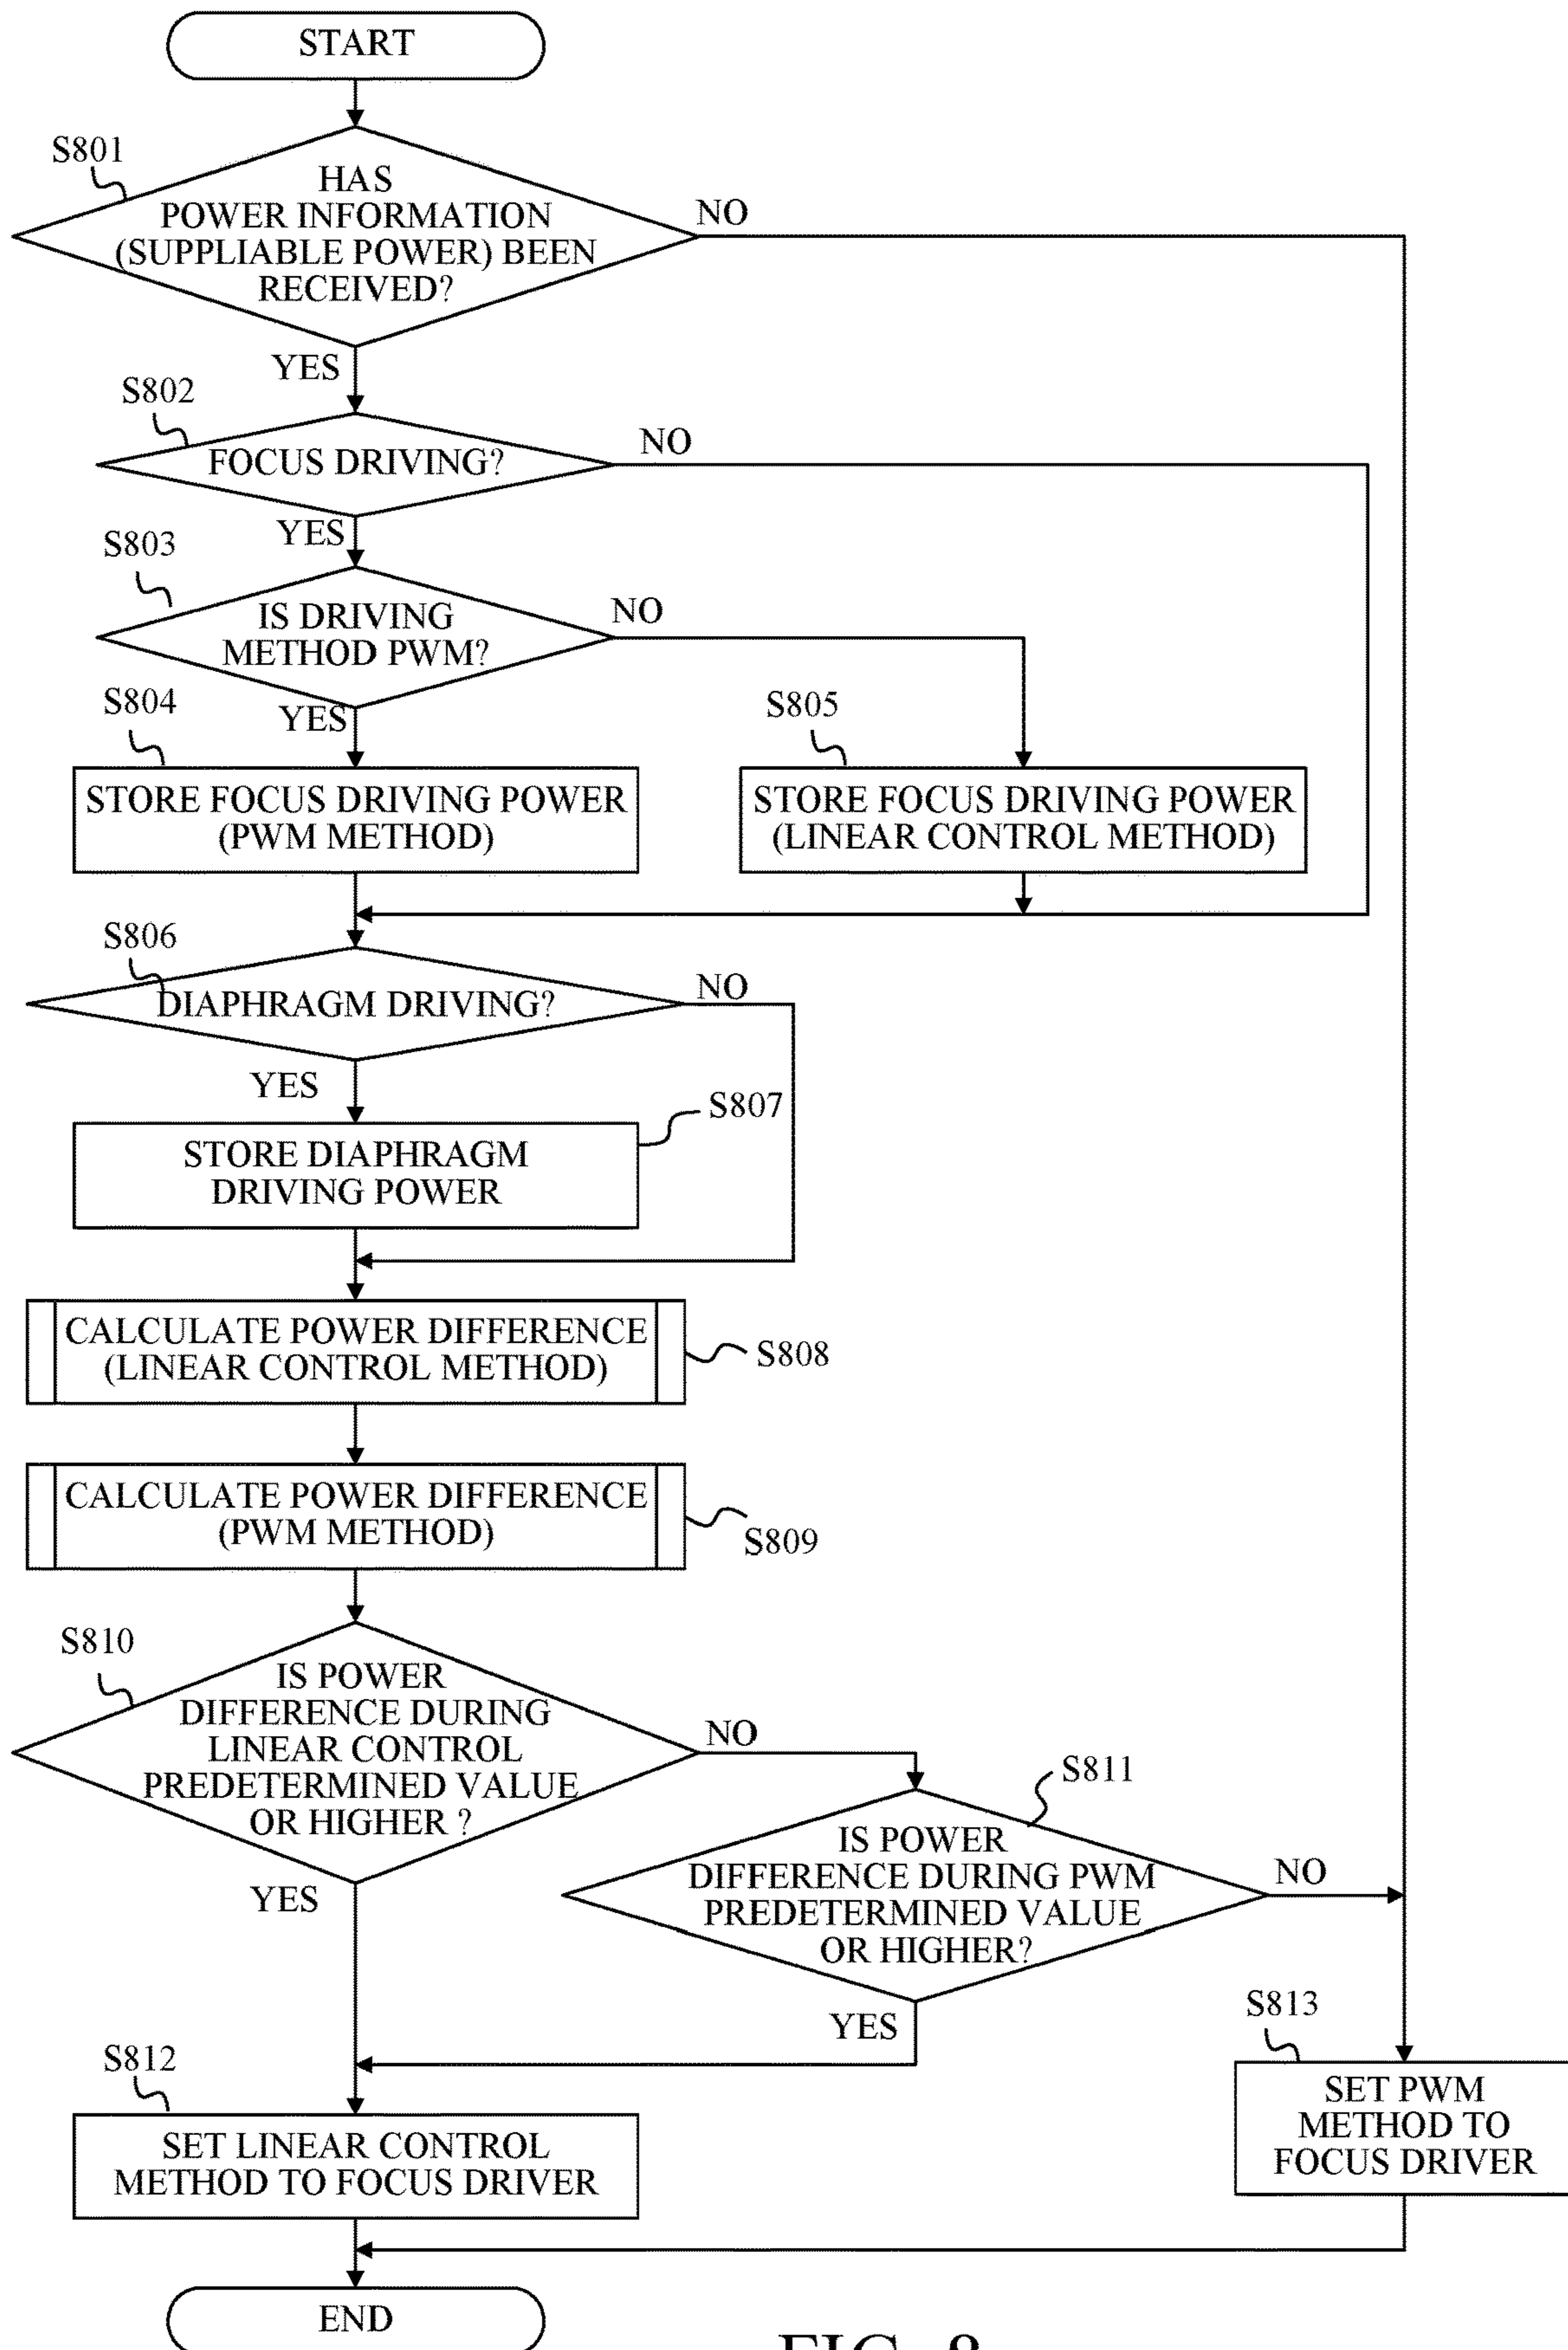 START
S801
HAS
POWER INFORMATION
(SUPPLIABLE POWER) BEEN
RECEIVED?
NO
YES
S802
FOCUS DRIVING?
NO
YES
S803
IS DRIVING
METHOD PWM?
NO
YES
S804
STORE FOCUS DRIVING POWER
(PWM METHOD)
S805
STORE FOCUS DRIVING POWER
(LINEAR CONTROL METHOD)
S806
DIAPHRAGM DRIVING?
NO
YES
S807
STORE DIAPHRAGM
DRIVING POWER
CALCULATE POWER DIFFERENCE
(LINEAR CONTROL METHOD)
S808
CALCULATE POWER DIFFERENCE
(PWM METHOD)
S809
S810
IS POWER
DIFFERENCE DURING
LINEAR CONTROL
PREDETERMINED VALUE
OR HIGHER ?
NO
YES
S811
IS POWER
DIFFERENCE DURING PWM
PREDETERMINED VALUE
OR HIGHER?
NO
YES
S812
SET LINEAR CONTROL
METHOD TO FOCUS DRIVER
S813
SET PWM
METHOD TO
FOCUS DRIVER
END
FIG. 8